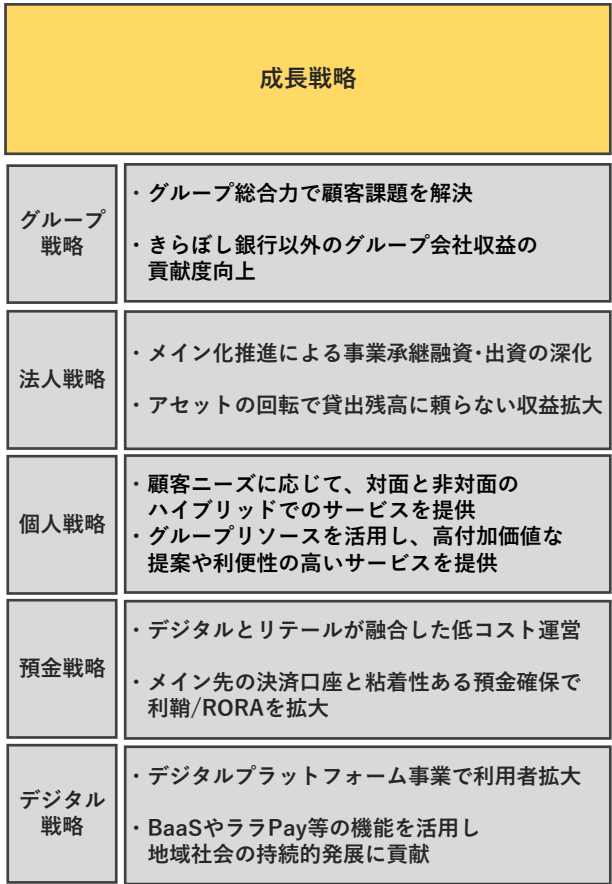 成長戦略
グループ
戦略
・グループ総合力で顧客課題を解決
・きらぼし銀行以外のグループ会社収益の
貢献度向上
法人戦略
・メイン化推進による事業承継融資･出資の深化
・アセットの回転で貸出残高に頼らない収益拡大
個人戦略
・顧客ニーズに応じて、対面と非対面の
ハイブリッドでのサービスを提供
・グループリソースを活用し、高付加価値な
提案や利便性の高いサービスを提供
預金戦略
・デジタルとリテールが融合した低コスト運営
・メイン先の決済口座と粘着性ある預金確保で
利鞘/RORAを拡大
デジタル
戦略
・デジタルプラットフォーム事業で利用者拡大
・BaaSやララPay等の機能を活用し
地域社会の持続的発展に貢献